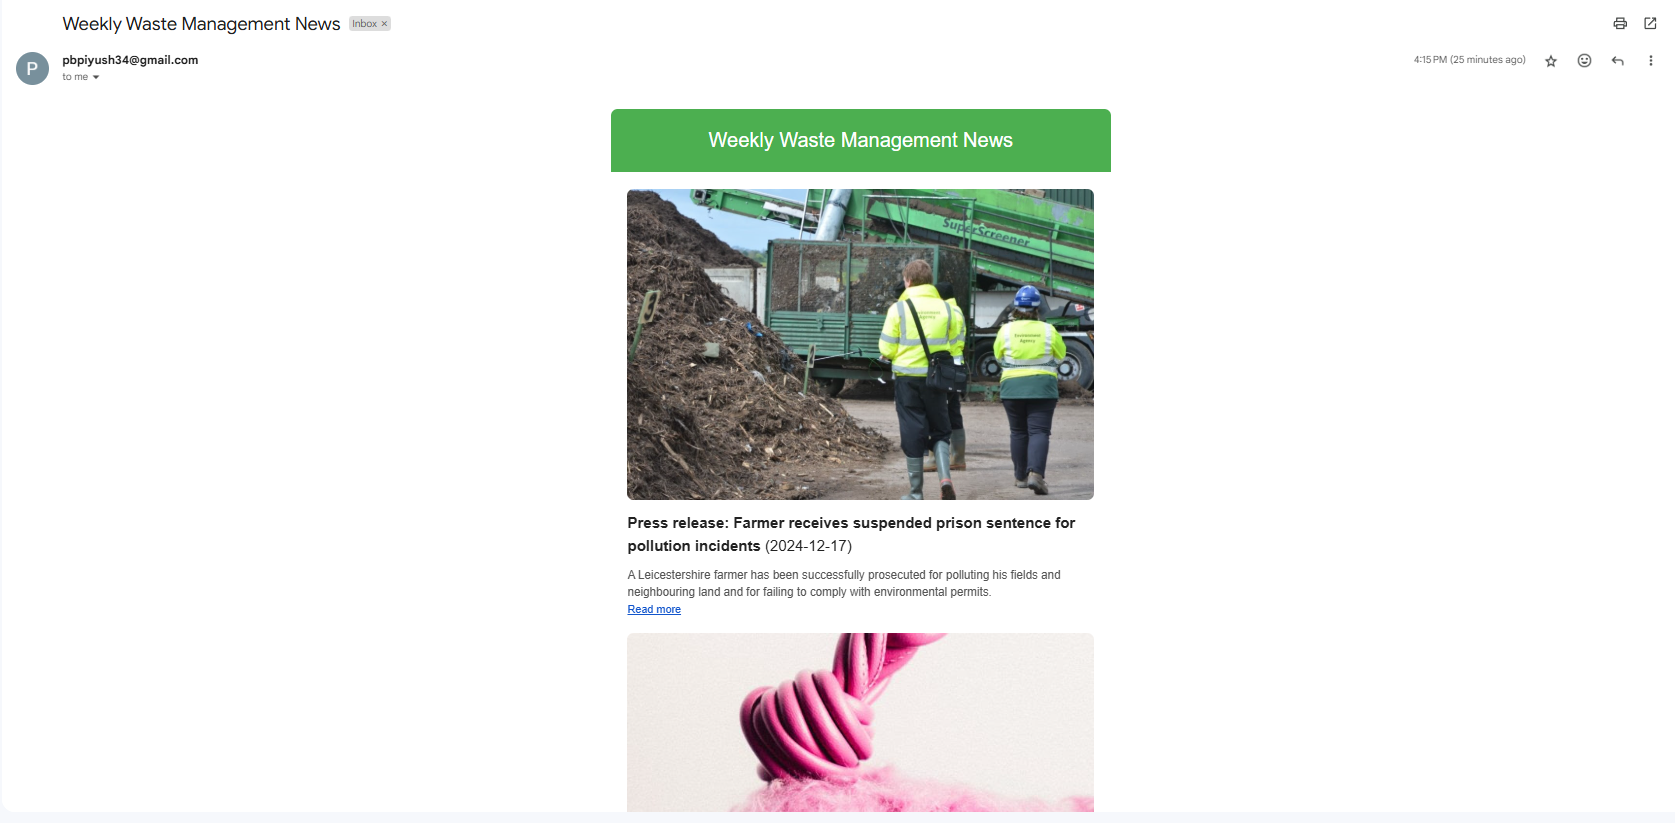 Weekly Waste Management News Inbox ×
P
pbpiyush34@gmail.com
to me
4:15 PM (25 minutes ago)
Weekly Waste Management News
SuperScreener
Environment
Agency
Environment
Agency
Press release: Farmer receives suspended prison sentence for
pollution incidents (2024-12-17)
A Leicestershire farmer has been successfully prosecuted for polluting his fields and
neighbouring land and for failing to comply with environmental permits.
Read more